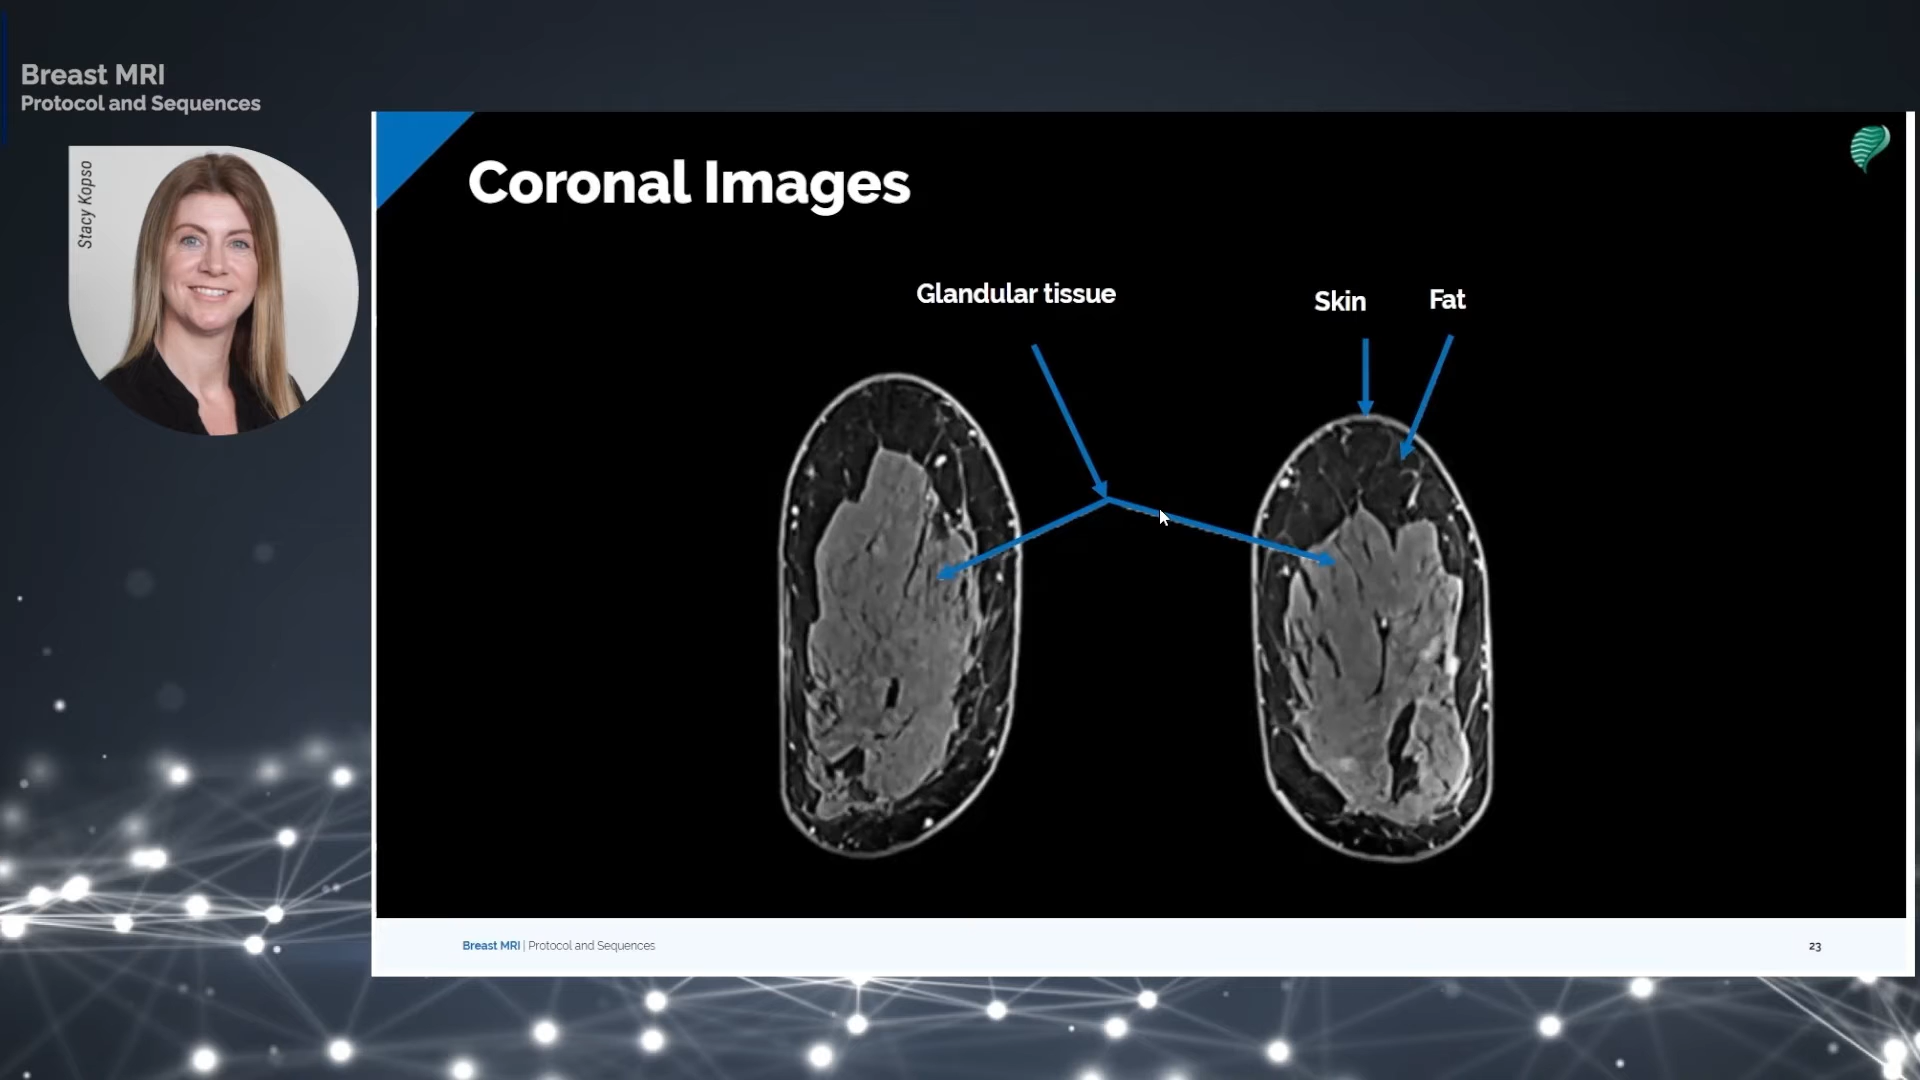 Breast MRI
Protocol and Sequences
Stacy Kopso
Coronal Images
Glandular tissue
Skin
Fat
Breast MRI | Protocol and Sequences
23